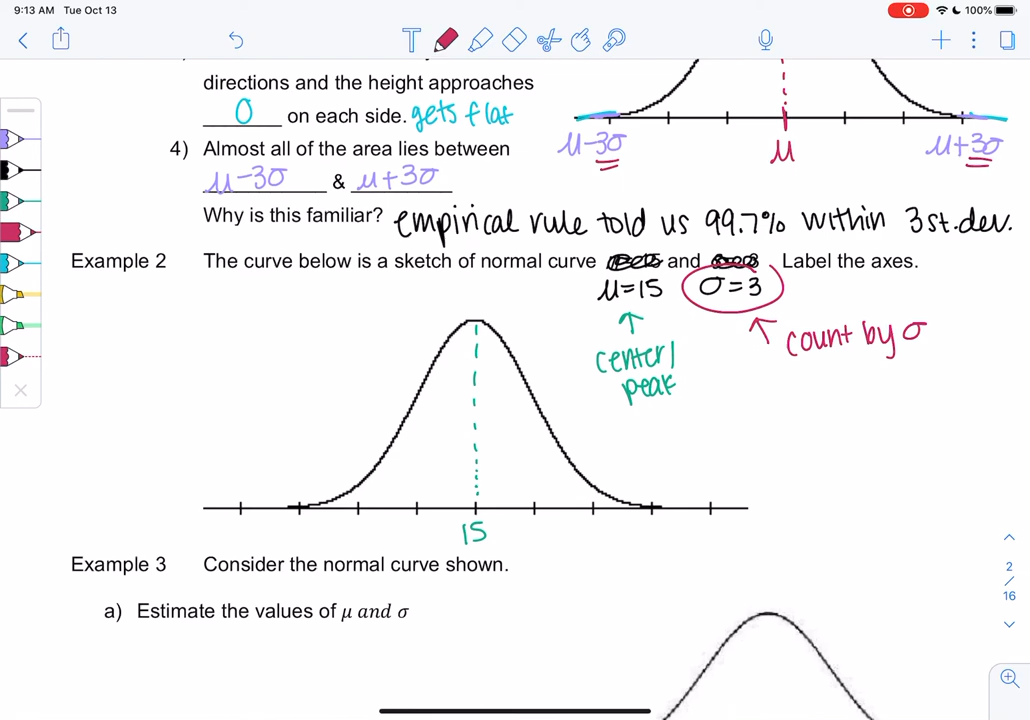 9:13 AM Tue Oct 13
100%
directions and the height approaches
0 on each side. gets flat
4) Almost all of the area lies between
μ-3σ & μ+3σ
μ-3σ μ μ+3σ
Why is this familiar? empirical rule told us 99.7% within 3 st. dev.
Example 2 The curve below is a sketch of normal curve and . Label the axes.
μ=15 σ=3
center/
peak
count by σ
15
Example 3 Consider the normal curve shown.
a) Estimate the values of μ and σ
2
/
16